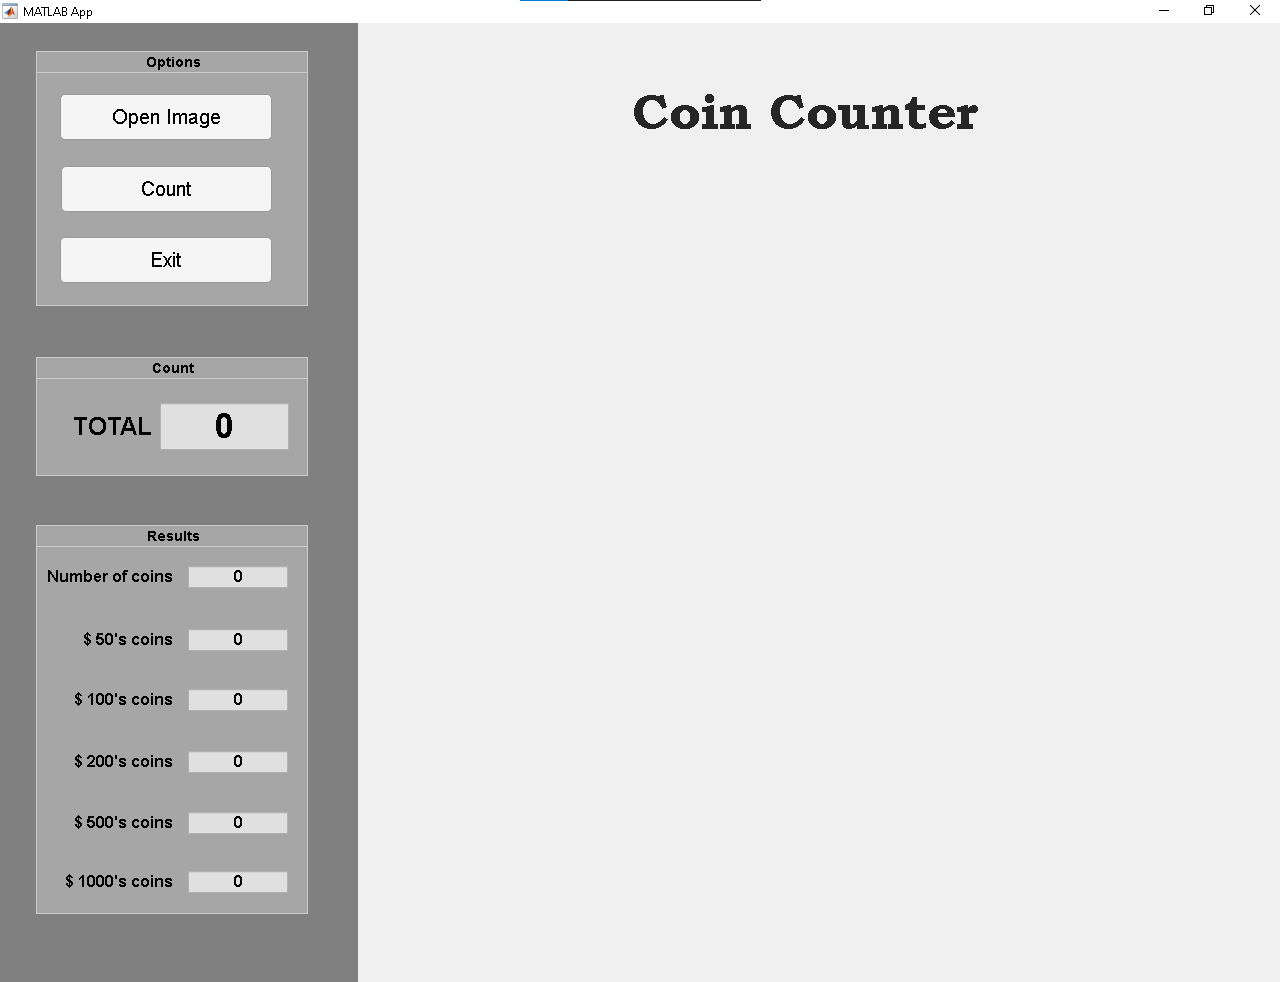 MATLAB App
Options
Open Image
Count
Exit
Count
TOTAL 0
Results
Number of coins 0
$ 50's coins 0
$ 100's coins 0
$ 200's coins 0
$ 500's coins 0
$ 1000's coins 0
Coin Counter